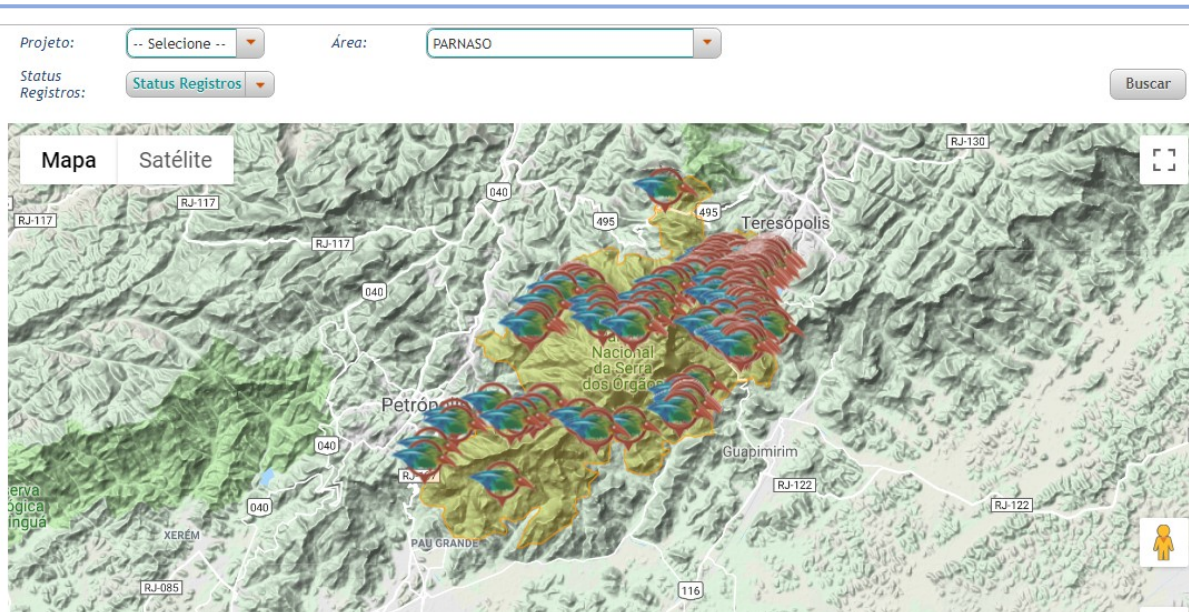 Projeto:
-- Selecione --
Área:
PARNASO
Status
Registros:
Status Registros
Buscar
Mapa
Satélite
RJ-130
RJ-117
RJ-117
RJ-117
040
495
495
Teresópolis
040
Nacional
da Serra
dos Órgãos
Petróp
040
Guapimirim
RJ-122
RJ-122
040
XERÉM
PAU GRANDE
RJ-085
116